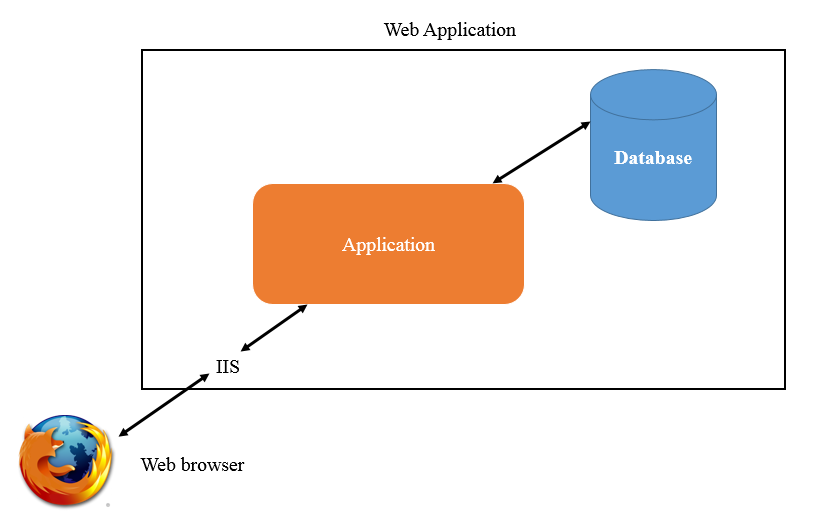 Web Application
Database
Application
IIS
Web browser